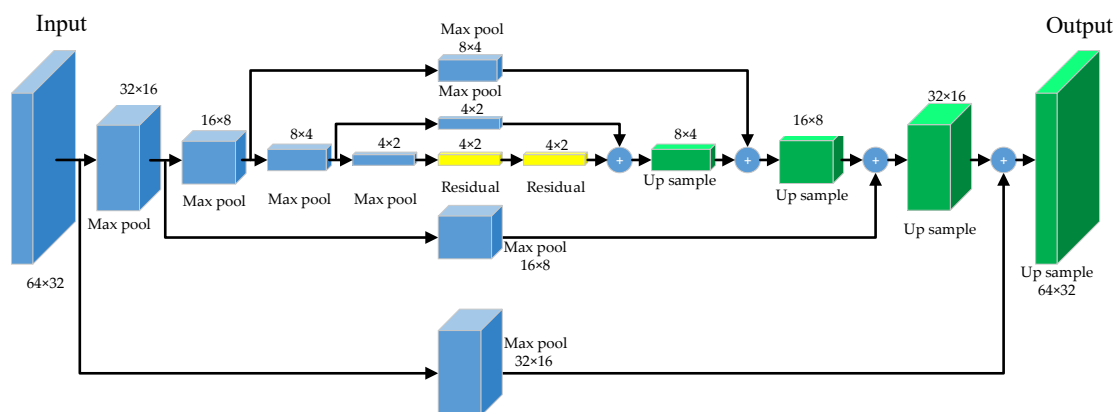 Input
Output
Max pool
8×4
Max pool
32×16
16×8
8×4
4×2
4×2
4×2
4×2
8×4
16×8
32×16
Max pool
Max pool
Max pool
Max pool
Residual
Residual
Up sample
Up sample
Up sample
+
+
+
+
Max pool
16×8
64×32
Up sample
64×32
Max pool
32×16